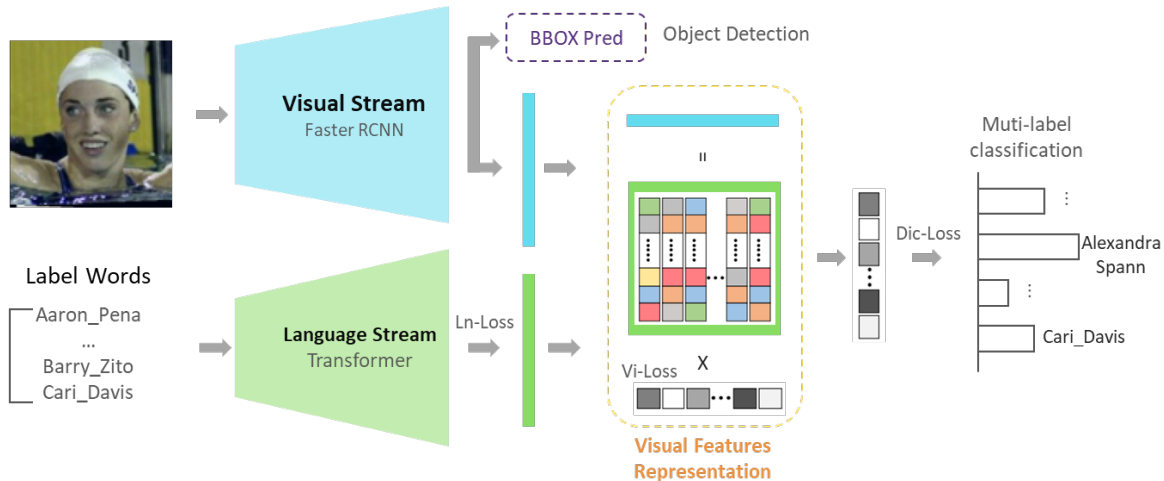 BBOX Pred
Object Detection
Visual Stream
Faster RCNN
Muti-label
classification
=
⋮
Dic-Loss
Alexandra
Spann
⋮
Label Words
Aaron_Pena
...
Barry_Zito
Cari_Davis
Language Stream
Transformer
Ln-Loss
Cari_Davis
Vi-Loss
X
Visual Features
Representation